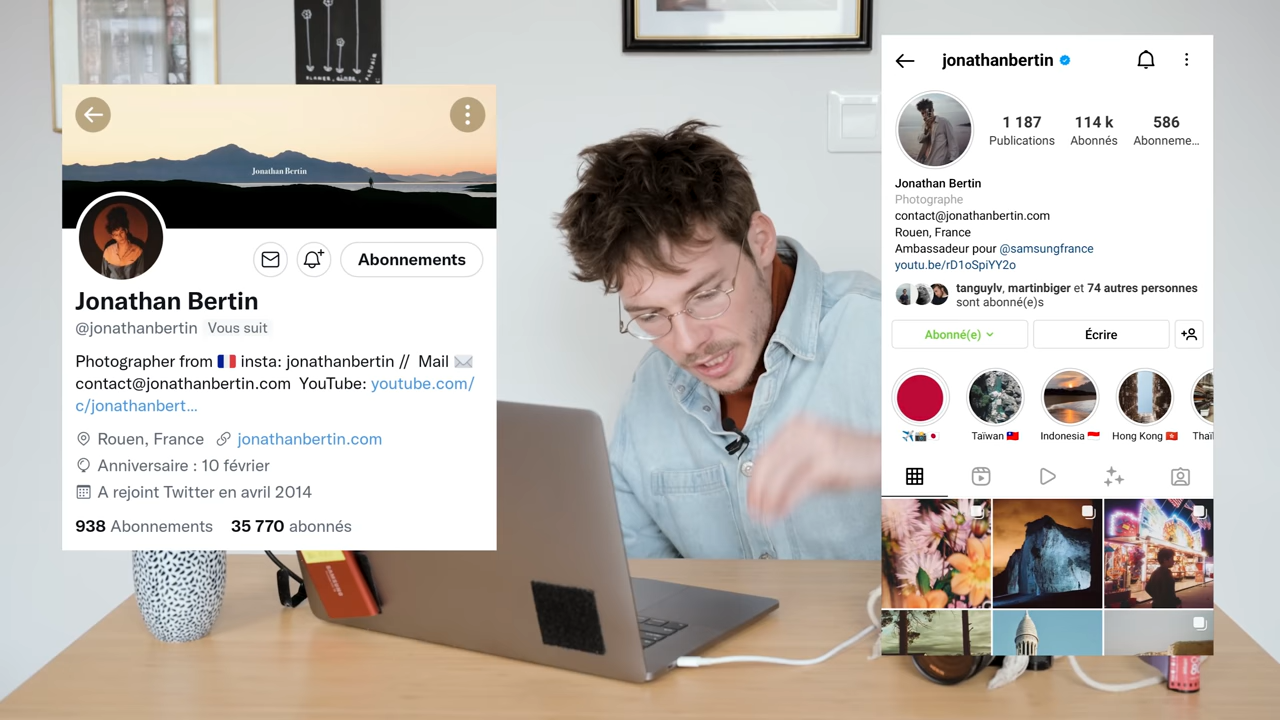 Jonathan Bertin
Jonathan Bertin
@jonathanbertin Vous suit
Abonnements
Photographer from 🇫🇷 insta: jonathanbertin // Mail ✉️
contact@jonathanbertin.com YouTube: youtube.com/
c/jonathanbert...
Rouen, France jonathanbertin.com
Anniversaire : 10 février
A rejoint Twitter en avril 2014
938 Abonnements 35 770 abonnés
SAMSUNG
jonathanbertin
1 187 114 k 586
Publications Abonnés Abonneme...
Jonathan Bertin
Photographe
contact@jonathanbertin.com
Rouen, France
Ambassadeur pour @samsungfrance
youtu.be/rD1oSpiYY2o
tanguylv, martinbiger et 74 autres personnes
sont abonné(e)s
Abonné(e) Écrire
✈️📸🇯🇵 Taïwan 🇹🇼 Indonesia 🇮🇩 Hong Kong 🇭🇰 Thaïl